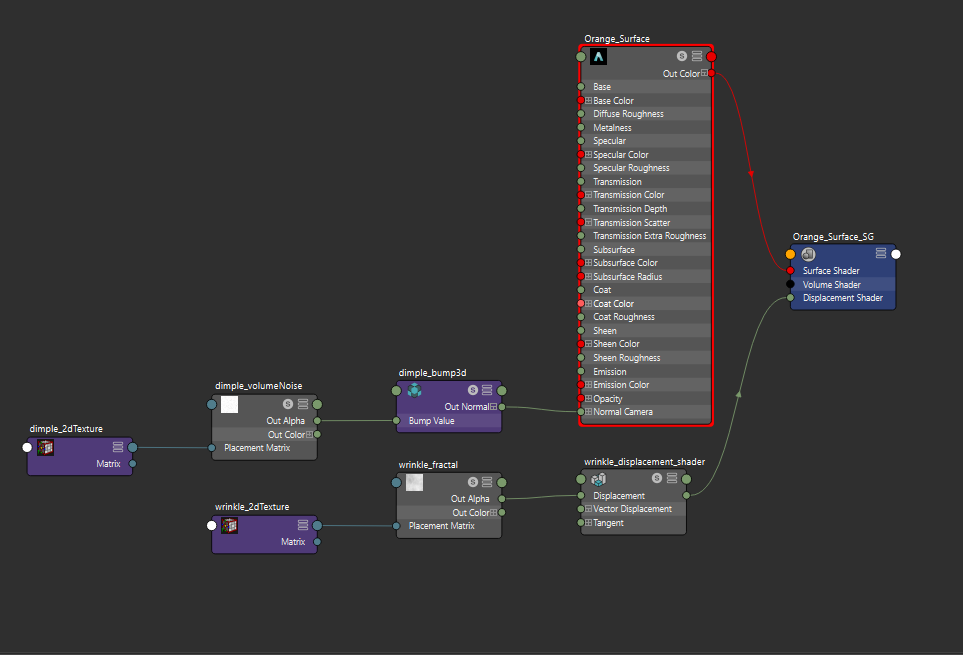 Orange_Surface
Out Color
Base
Base Color
Diffuse Roughness
Metalness
Specular
Specular Color
Specular Roughness
Transmission
Transmission Color
Transmission Depth
Transmission Scatter
Transmission Extra Roughness
Subsurface
Subsurface Color
Subsurface Radius
Coat
Coat Color
Coat Roughness
Sheen
Sheen Color
Sheen Roughness
Emission
Emission Color
Opacity
Normal Camera
Orange_Surface_SG
Surface Shader
Volume Shader
Displacement Shader
dimple_bump3d
S
Out Normal
Bump Value
dimple_volumeNoise
S
Out Alpha
Out Color
Placement Matrix
dimple_2dTexture
Matrix
wrinkle_fractal
S
Out Alpha
Out Color
Placement Matrix
wrinkle_displacement_shader
S
Displacement
Vector Displacement
Tangent
wrinkle_2dTexture
Matrix